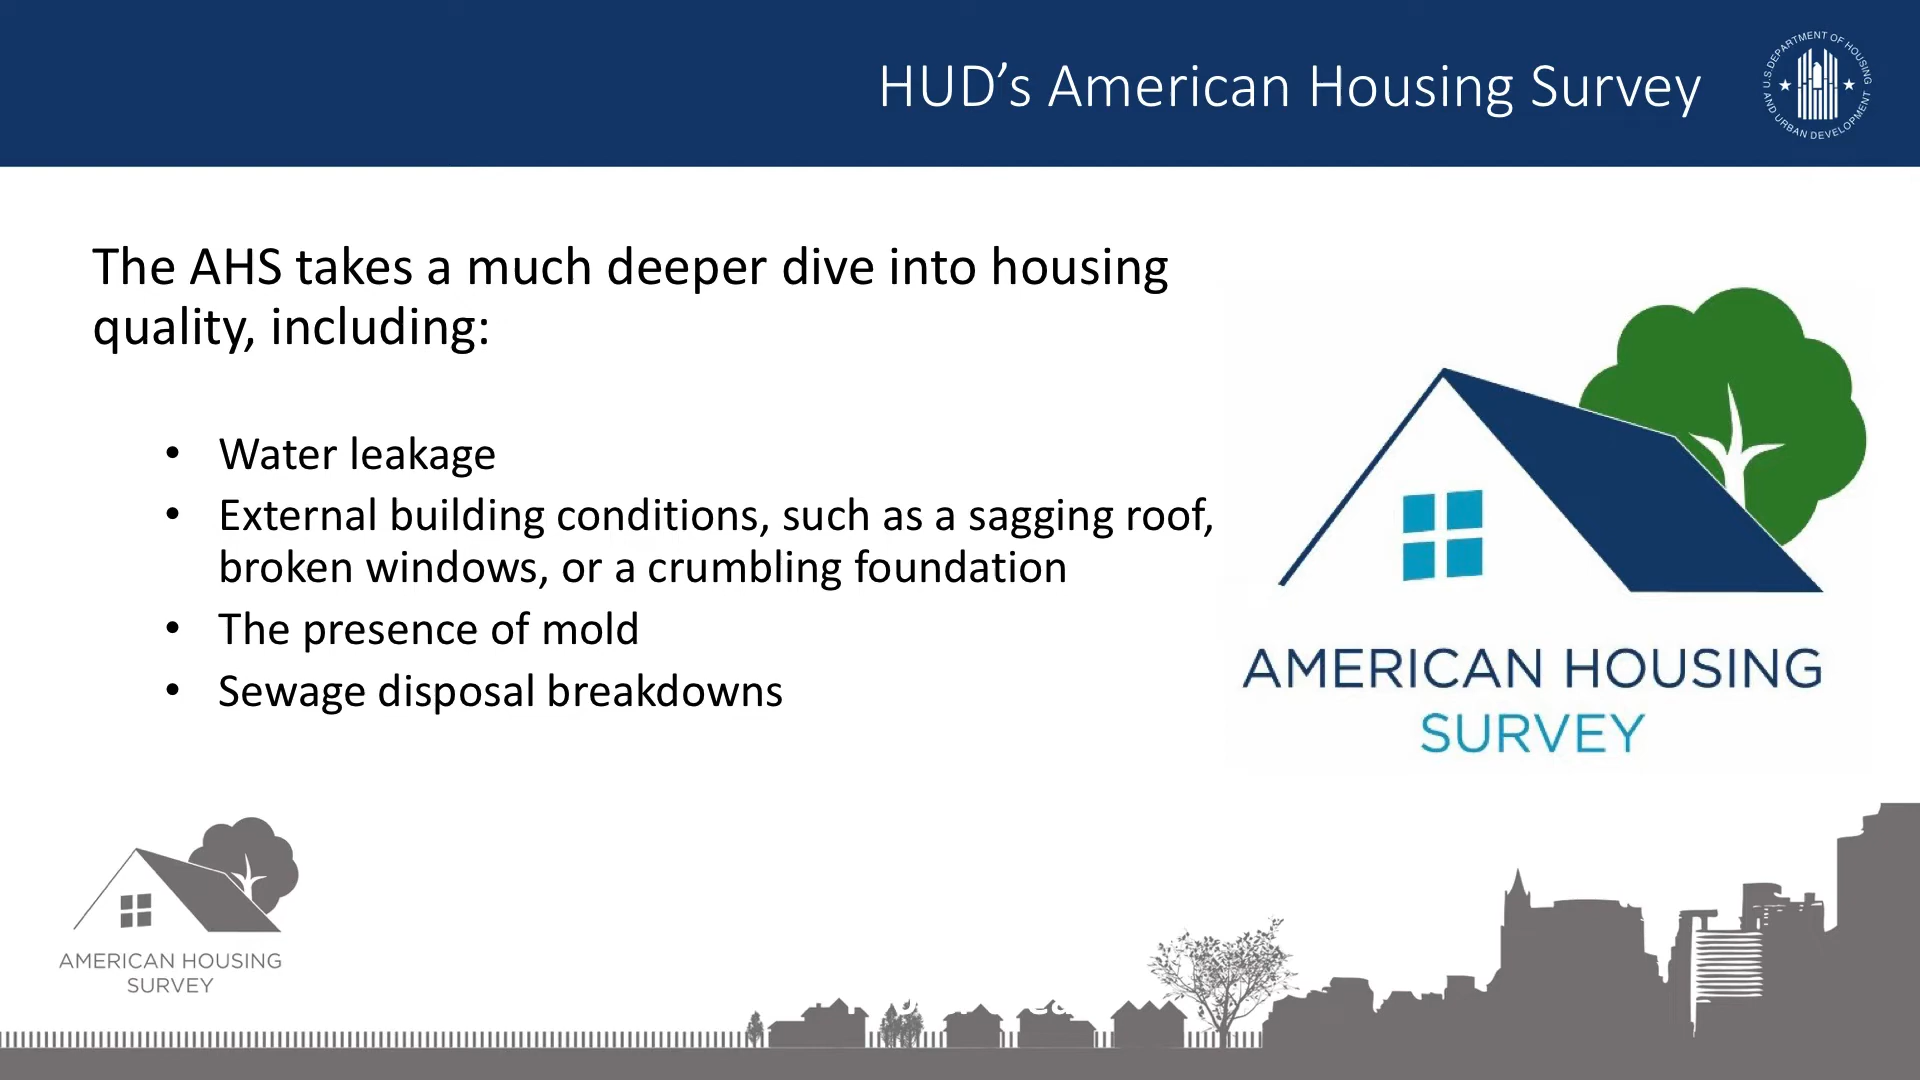 HUD’s American Housing Survey
U.S. DEPARTMENT OF HOUSING
AND URBAN DEVELOPMENT
The AHS takes a much deeper dive into housing
quality, including:
• Water leakage
• External building conditions, such as a sagging roof,
broken windows, or a crumbling foundation
• The presence of mold
• Sewage disposal breakdowns
AMERICAN HOUSING
SURVEY
AMERICAN HOUSING
SURVEY